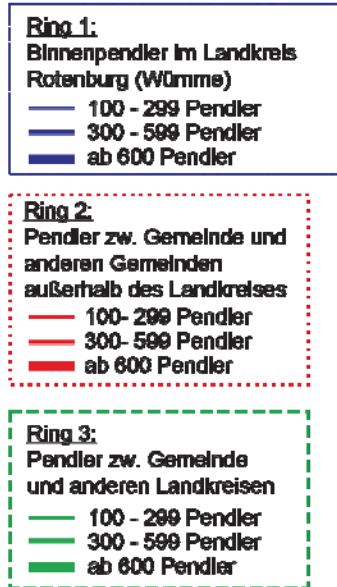 Ring 1:
Binnenpendler im Landkreis
Rotenburg (Wümme)
100 - 299 Pendler
300 - 599 Pendler
ab 600 Pendler
Ring 2:
Pendler zw. Gemeinde und
anderen Gemeinden
außerhalb des Landkreises
100- 299 Pendler
300- 599 Pendler
ab 600 Pendler
Ring 3:
Pendler zw. Gemeinde
und anderen Landkreisen
100 - 299 Pendler
300 - 599 Pendler
ab 600 Pendler